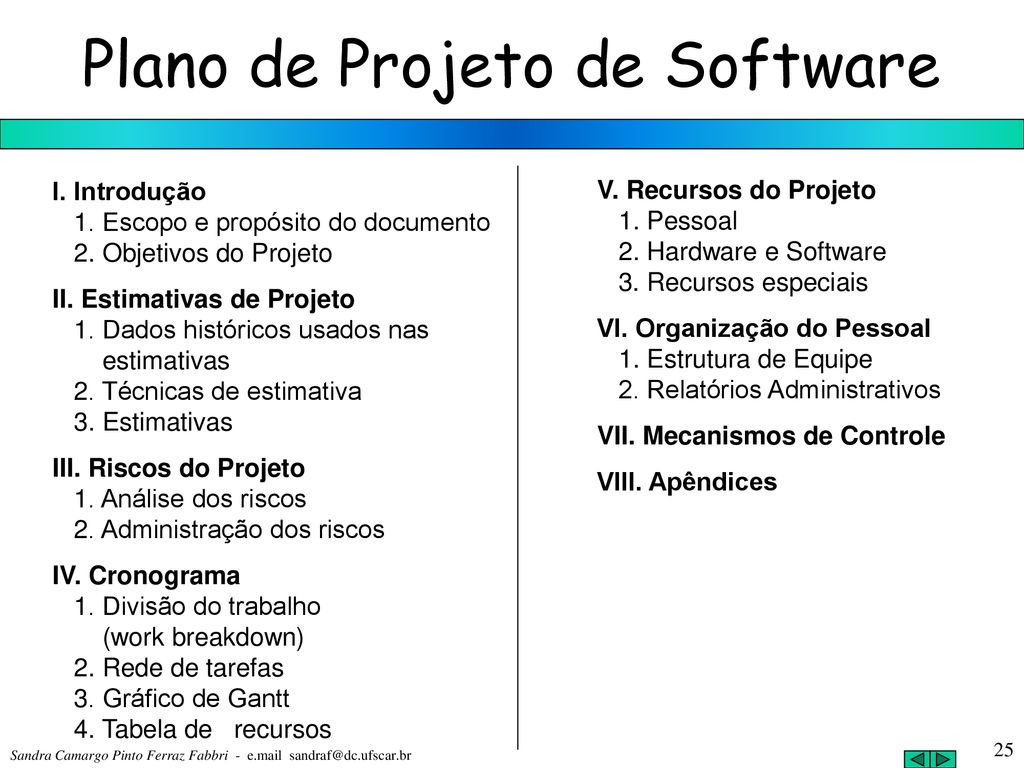 Plano de Projeto de Software
I. Introdução
1. Escopo e propósito do documento
2. Objetivos do Projeto
II. Estimativas de Projeto
1. Dados históricos usados nas
estimativas
2. Técnicas de estimativa
3. Estimativas
III. Riscos do Projeto
1. Análise dos riscos
2. Administração dos riscos
IV. Cronograma
1. Divisão do trabalho
(work breakdown)
2. Rede de tarefas
3. Gráfico de Gantt
4. Tabela de recursos
V. Recursos do Projeto
1. Pessoal
2. Hardware e Software
3. Recursos especiais
VI. Organização do Pessoal
1. Estrutura de Equipe
2. Relatórios Administrativos
VII. Mecanismos de Controle
VIII. Apêndices
Sandra Camargo Pinto Ferraz Fabbri - e.mail sandraf@dc.ufscar.br
25